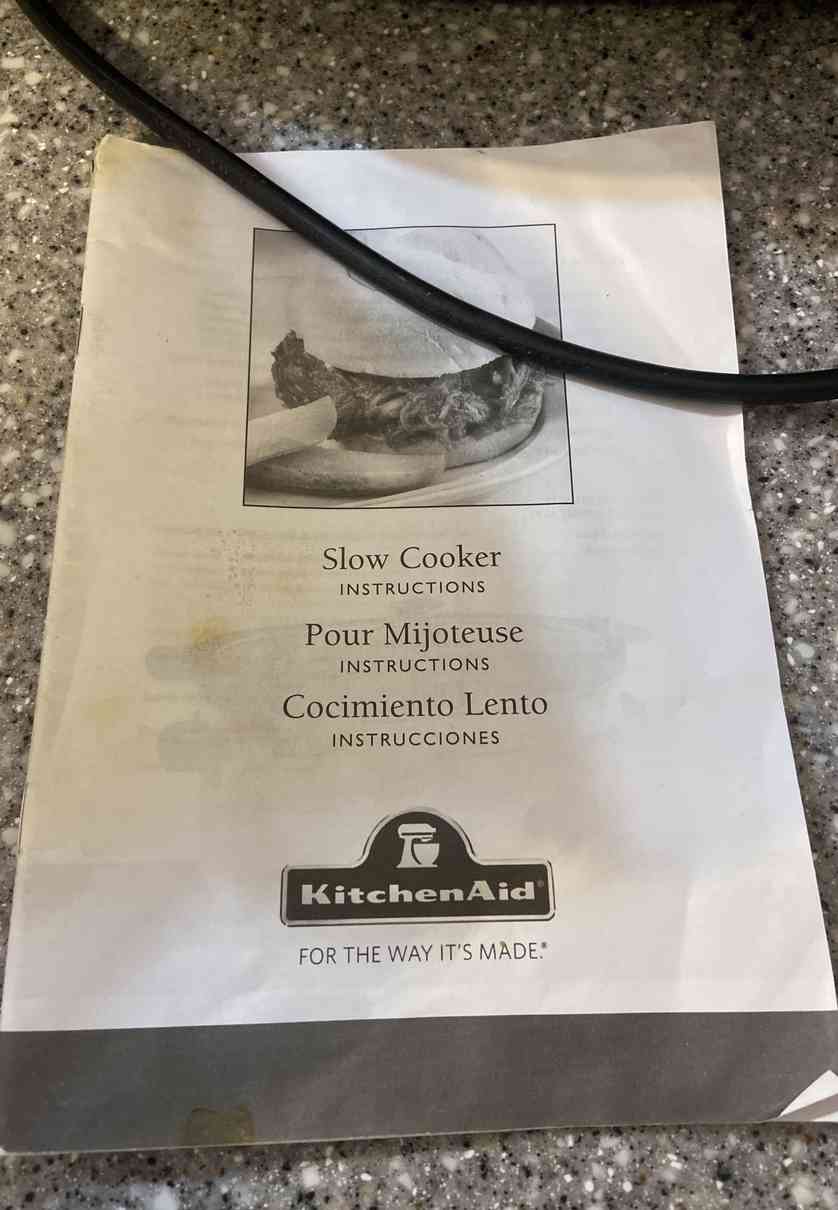 Slow Cooker
INSTRUCTIONS
Pour Mijoteuse
INSTRUCTIONS
Cocimiento Lento
INSTRUCCIONES
KitchenAid®
FOR THE WAY IT'S MADE.®